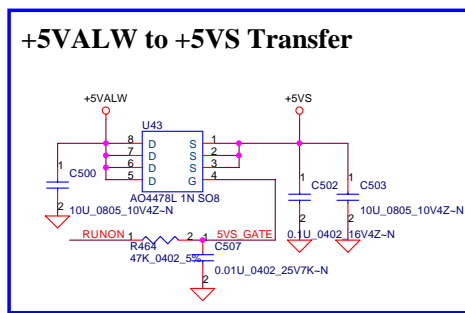 +5VALW to +5VS Transfer
+5VALW
+5VS
U43
8 D S 1
7 D S 2
6 D S 3
5 D G 4
AO4478L 1N SO8
1
C500
2
10U_0805_10V4Z~N
1
C502
2
0.1U_0402_16V4Z~N
1
C503
2
10U_0805_10V4Z~N
RUNON
1
2
5VS_GATE
R464
47K_0402_5%
1
C507
0.01U_0402_25V7K~N
2